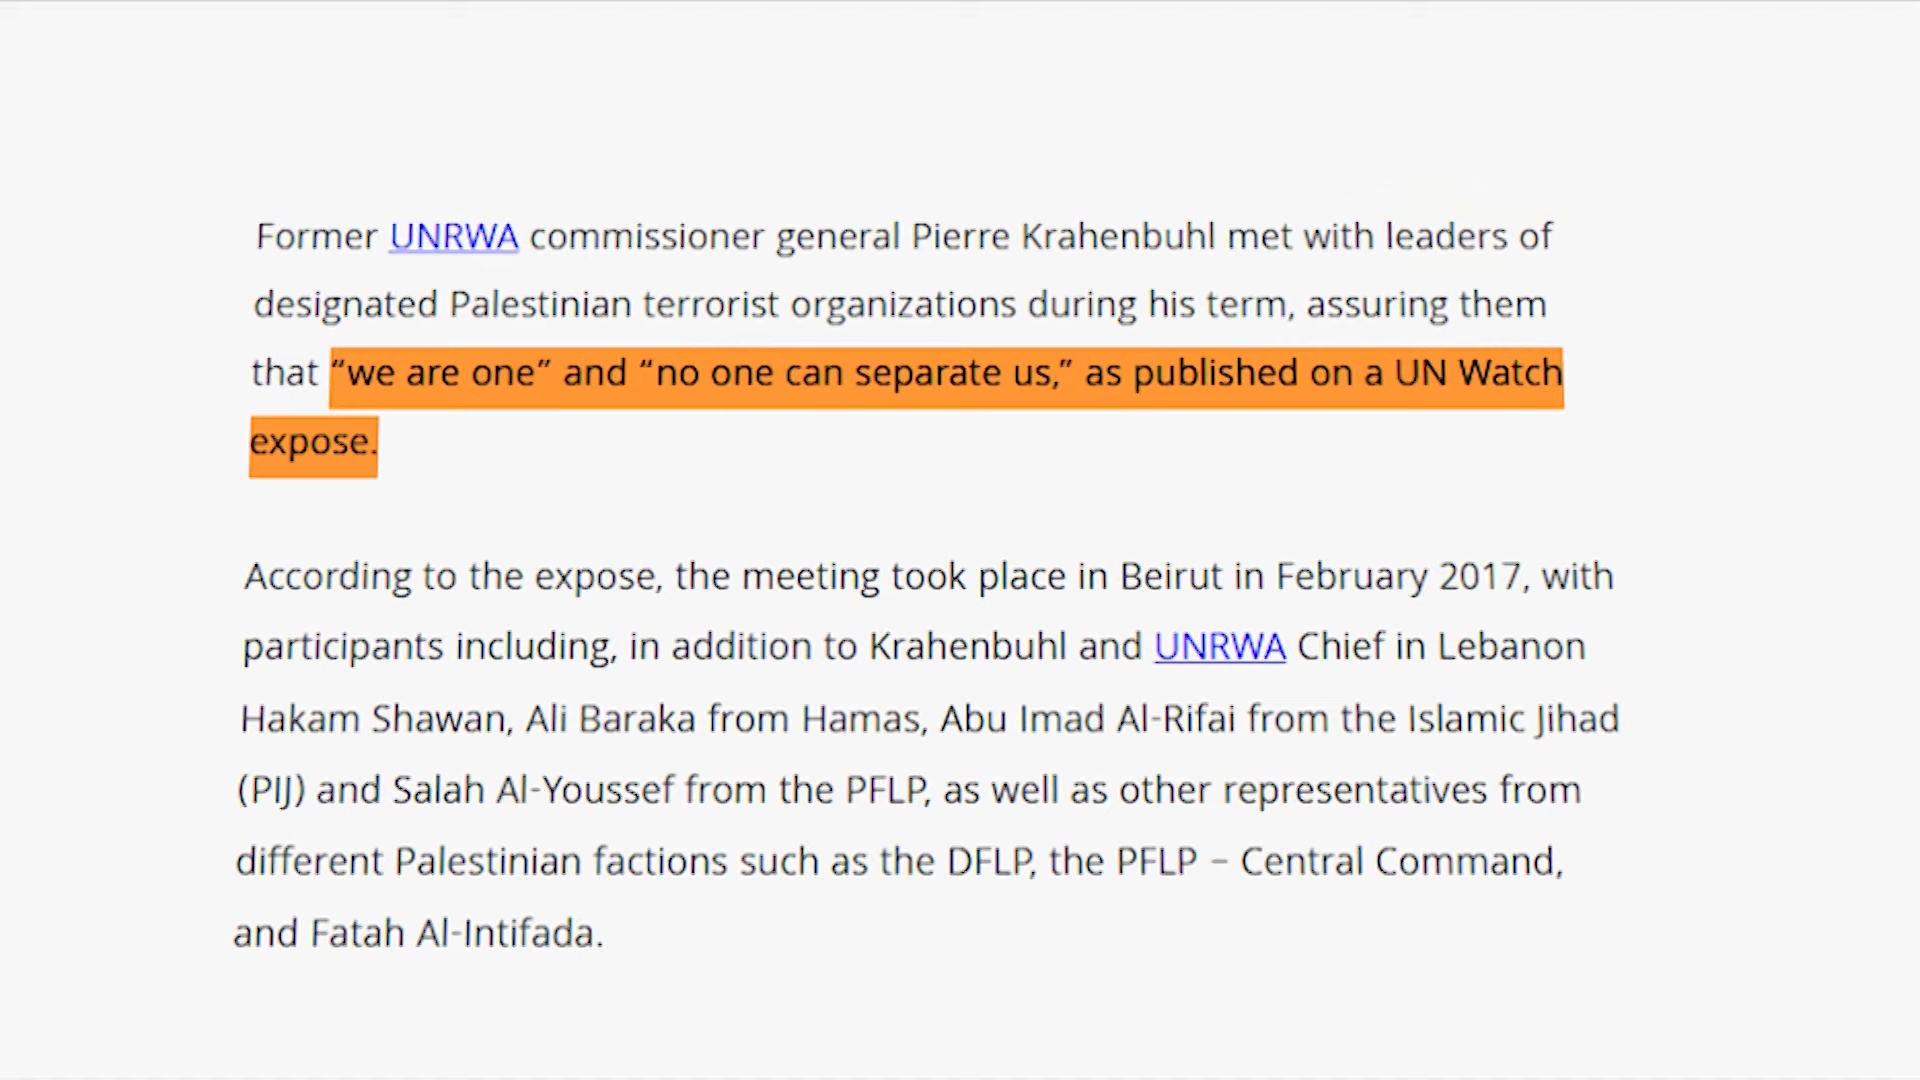 Former UNRWA commissioner general Pierre Krahenbuhl met with leaders of
designated Palestinian terrorist organizations during his term, assuring them
that “we are one” and “no one can separate us,” as published on a UN Watch
expose.
According to the expose, the meeting took place in Beirut in February 2017, with
participants including, in addition to Krahenbuhl and UNRWA Chief in Lebanon
Hakam Shawan, Ali Baraka from Hamas, Abu Imad Al-Rifai from the Islamic Jihad
(PIJ) and Salah Al-Youssef from the PFLP, as well as other representatives from
different Palestinian factions such as the DFLP, the PFLP – Central Command,
and Fatah Al-Intifada.